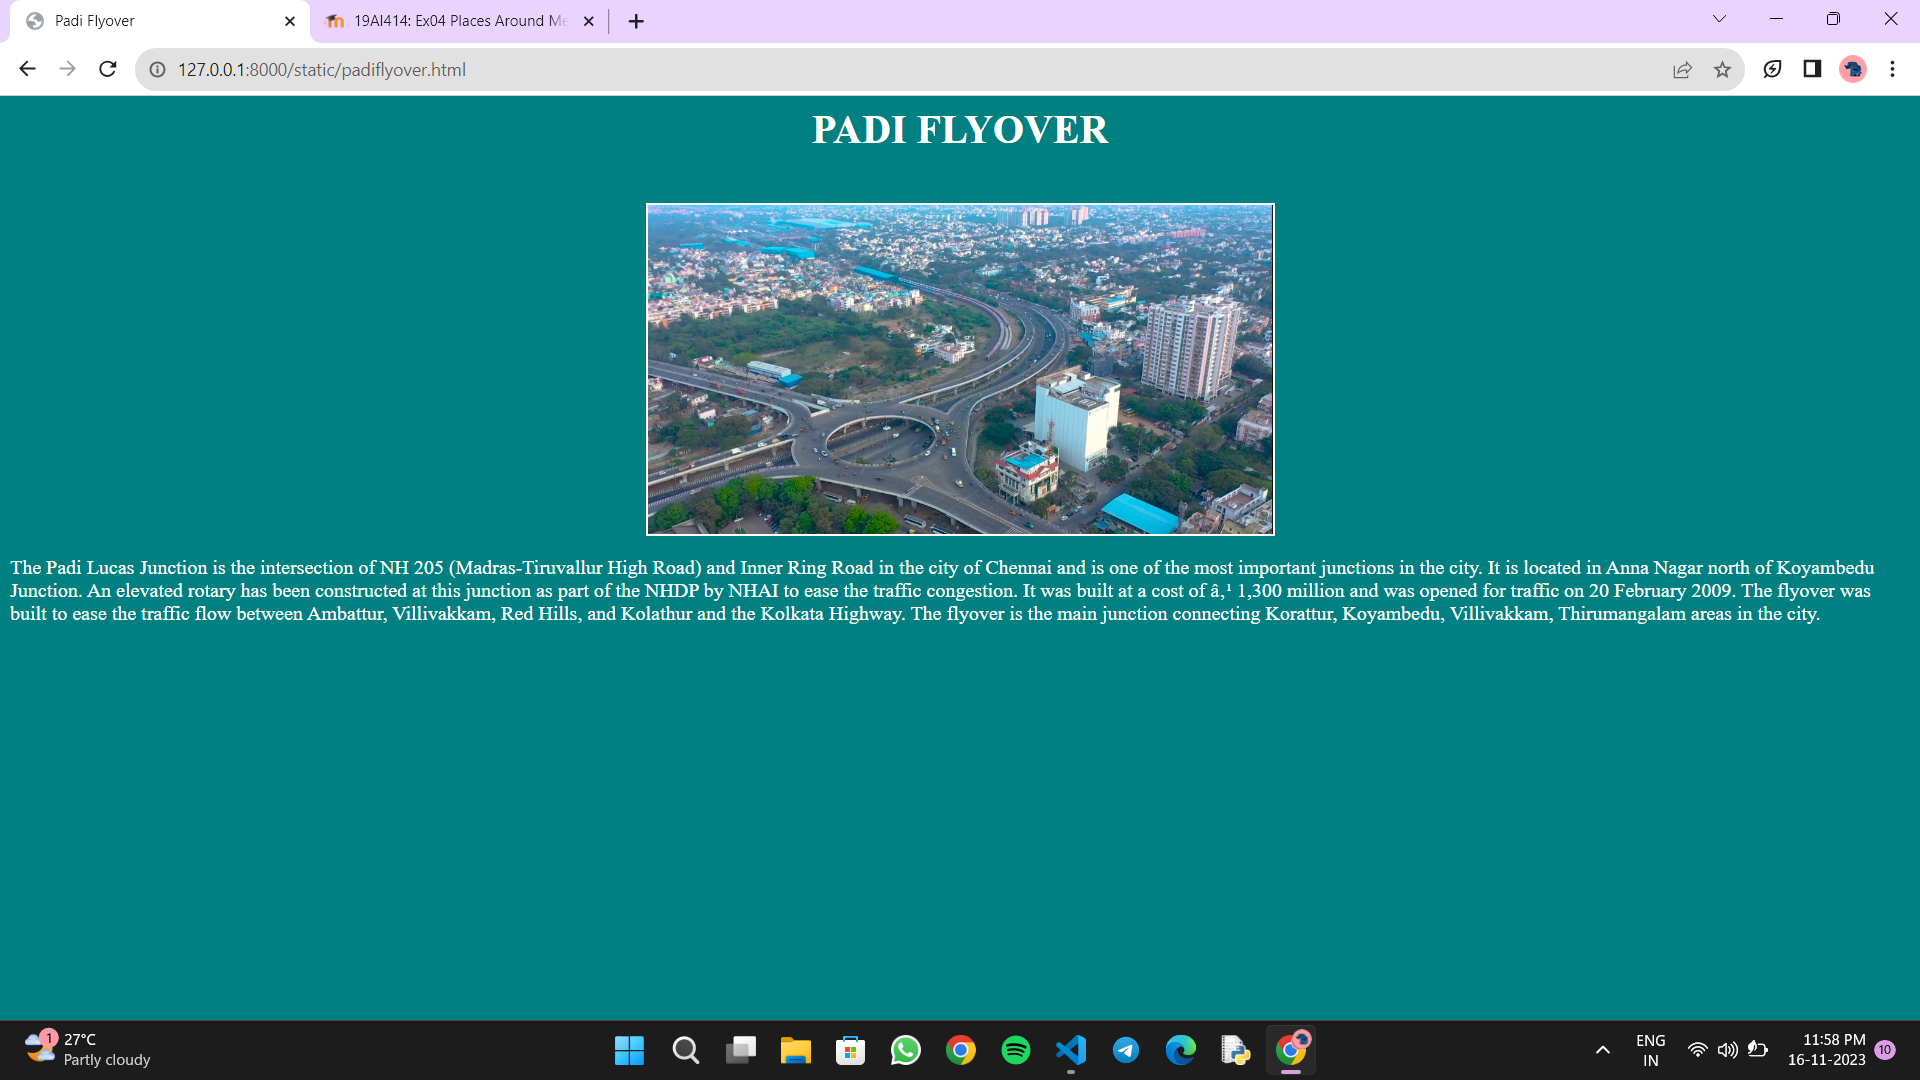 Padi Flyover
19AI414: Ex04 Places Around Me
127.0.0.1:8000/static/padiflyover.html
PADI FLYOVER
The Padi Lucas Junction is the intersection of NH 205 (Madras-Tiruvallur High Road) and Inner Ring Road in the city of Chennai and is one of the most important junctions in the city. It is located in Anna Nagar north of Koyambedu
Junction. An elevated rotary has been constructed at this junction as part of the NHDP by NHAI to ease the traffic congestion. It was built at a cost of â‚¹ 1,300 million and was opened for traffic on 20 February 2009. The flyover was
built to ease the traffic flow between Ambattur, Villivakkam, Red Hills, and Kolathur and the Kolkata Highway. The flyover is the main junction connecting Korattur, Koyambedu, Villivakkam, Thirumangalam areas in the city.
1
27°C
Partly cloudy
ENG
IN
11:58 PM
16-11-2023
10